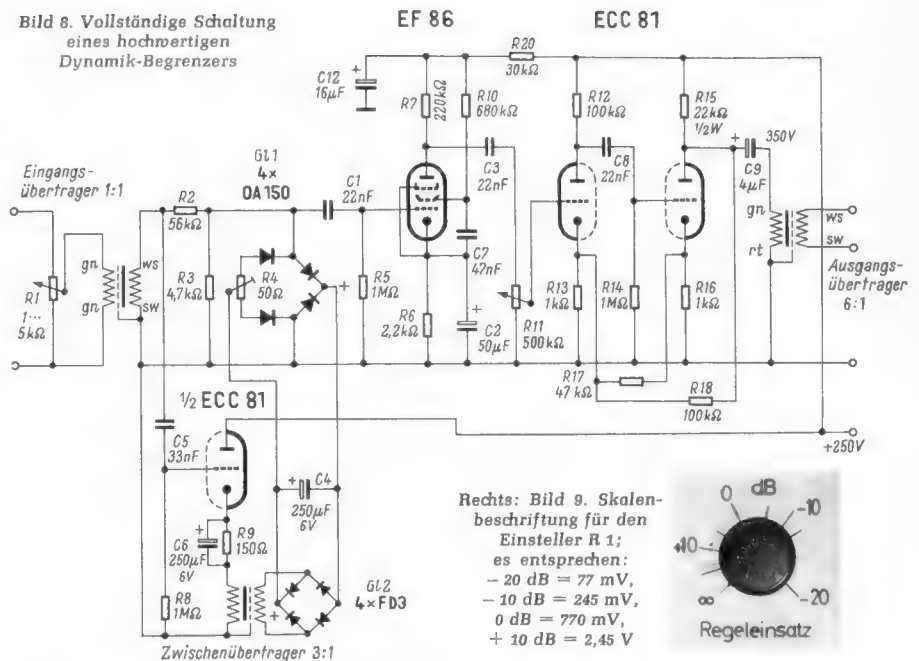 Bild 8. Vollständige Schaltung
eines hochwertigen
Dynamik-Begrenzers
EF 86
ECC 81
C12
16µF
+
R7
220kΩ
R10
680kΩ
R20
30kΩ
R12
100kΩ
R15
22kΩ
1/2W
350V
+
C9
4µF
Eingangs-
übertrager 1:1
Gl1
4×
OA150
C1
22nF
C3
22nF
C8
22nF
R2
56kΩ
gn
gn
ws
sw
R1
1...
5kΩ
R3
4,7kΩ
R4
50Ω
+
R5
1MΩ
C7
47nF
R6
2,2kΩ
+
C2
50µF
R11
500kΩ
R13
1kΩ
R14
1MΩ
R16
1kΩ
gn
rt
ws
sw
Ausgangs-
übertrager
6:1
R17
47kΩ
R18
100kΩ
+250V
1/2 ECC 81
C5
33nF
+
C4
250µF
6V
+
C6
250µF
6V
R9
150Ω
R8
1MΩ
+
Gl2
4×FD3
Zwischenübertrager 3:1
Rechts: Bild 9. Skalen-
beschriftung für den
Einsteller R 1;
es entsprechen:
− 20 dB = 77 mV,
− 10 dB = 245 mV,
0 dB = 770 mV,
+ 10 dB = 2,45 V
dB
0
-10
+10
∞
-20
Regeleinsatz